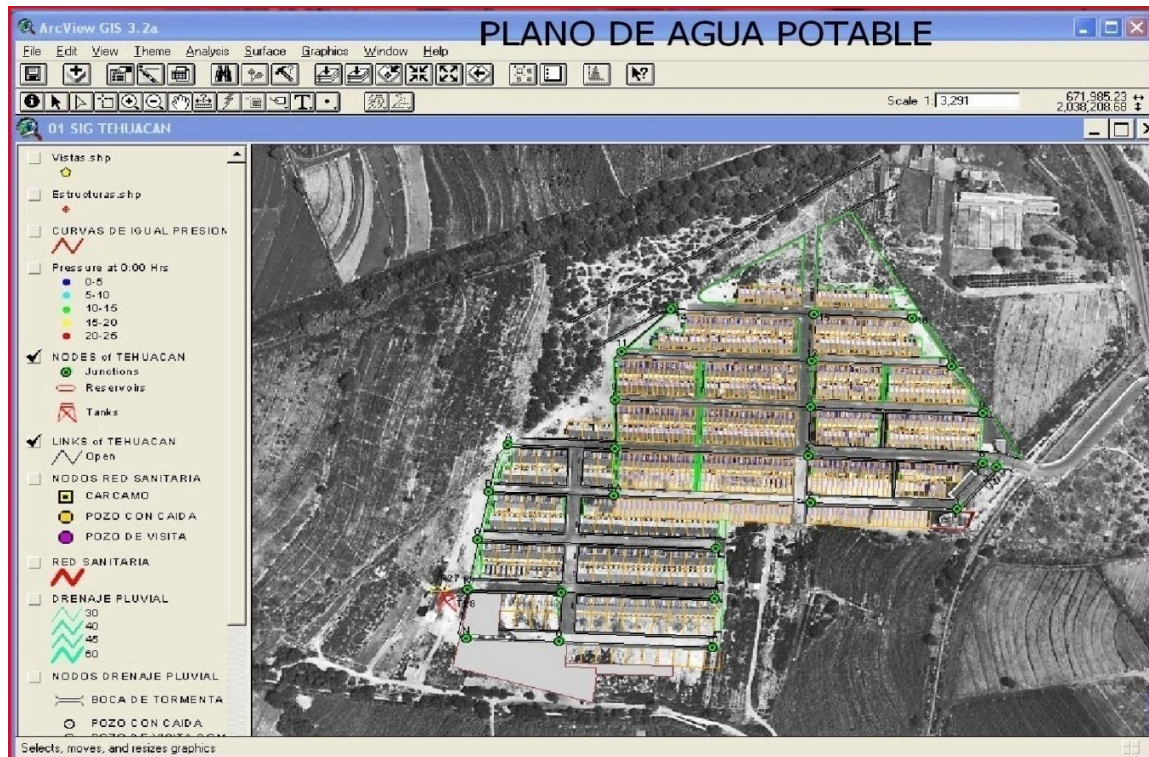 ArcView GIS 3.2a
PLANO DE AGUA POTABLE
File Edit View Theme Analysis Surface Graphics Window Help
Scale 1: 3,291
671,985.23
2,038,208.68
01 SIG TEHUACAN
Vistas.shp
Estructuras.shp
CURVAS DE IGUAL PRESION
Pressure at 0:00 Hrs
0-5
5-10
10-15
15-20
20-25
NODES of TEHUACAN
Junctions
Reservoirs
Tanks
LINKS of TEHUACAN
Open
NODOS RED SANITARIA
CARCAMO
POZO CON CAIDA
POZO DE VISITA
RED SANITARIA
DRENAJE PLUVIAL
30
40
45
60
NODOS DRENAJE PLUVIAL
BOCA DE TORMENTA
POZO CON CAIDA
11
Selects, moves, and resizes graphics